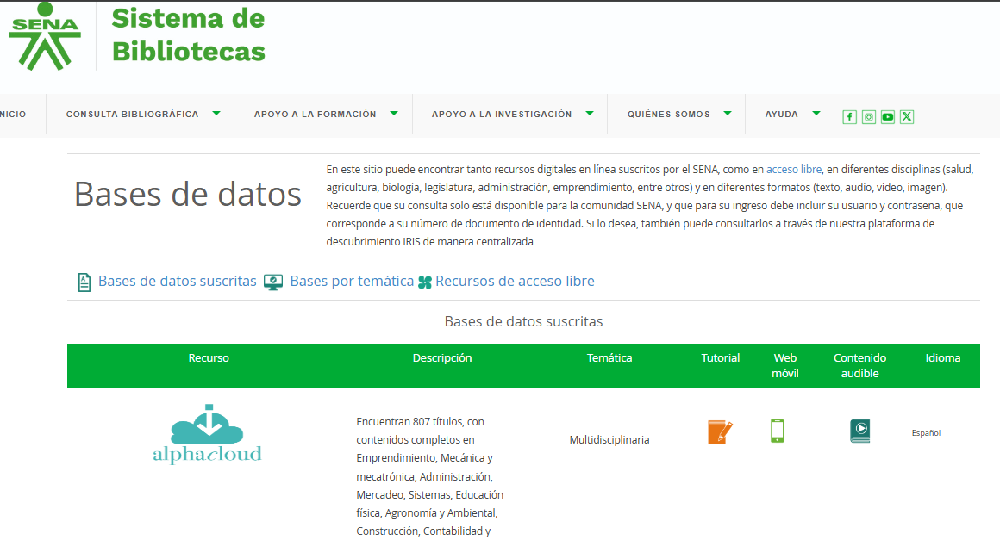 SENA
Sistema de
Bibliotecas
NICIO
CONSULTA BIBLIOGRÁFICA
APOYO A LA FORMACIÓN
APOYO A LA INVESTIGACIÓN
QUIÉNES SOMOS
AYUDA
Bases de datos
En este sitio puede encontrar tanto recursos digitales en línea suscritos por el SENA, como en acceso libre, en diferentes disciplinas (salud,
agricultura, biología, legislatura, administración, emprendimiento, entre otros) y en diferentes formatos (texto, audio, video, imagen).
Recuerde que su consulta solo está disponible para la comunidad SENA, y que para su ingreso debe incluir su usuario y contraseña, que
corresponde a su número de documento de identidad. Si lo desea, también puede consultarlos a través de nuestra plataforma de
descubrimiento IRIS de manera centralizada
Bases de datos suscritas
Bases por temática
Recursos de acceso libre
Bases de datos suscritas
Recurso
Descripción
Temática
Tutorial
Web
móvil
Contenido
audible
Idioma
alphacloud
Encuentran 807 títulos, con
contenidos completos en
Emprendimiento, Mecánica y
mecatrónica, Administración,
Mercadeo, Sistemas, Educación
física, Agronomía y Ambiental,
Construcción, Contabilidad y
Multidisciplinaria
Español